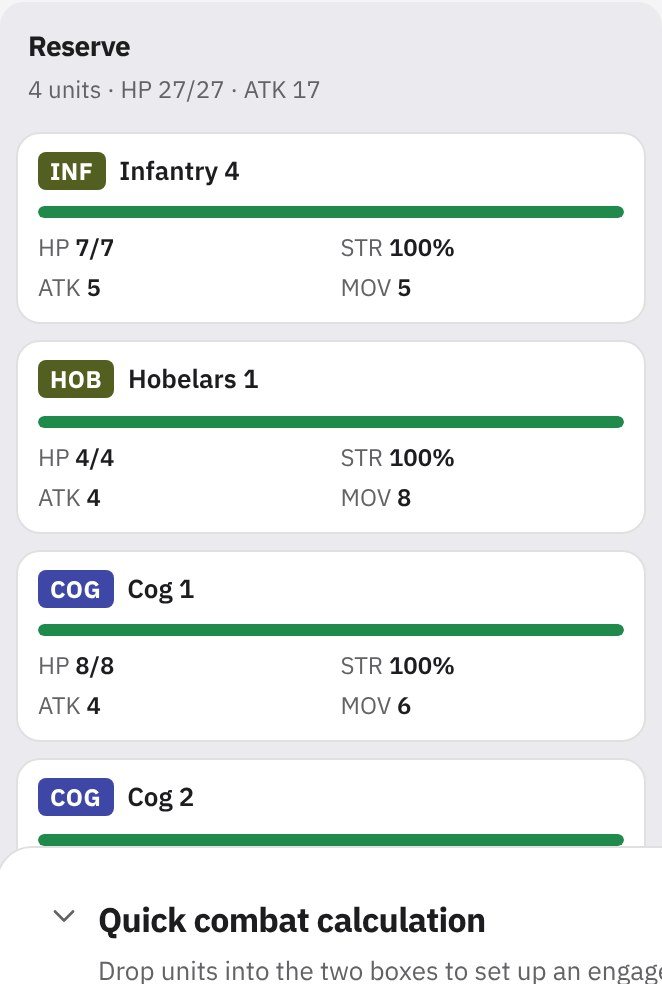 Reserve
4 units · HP 27/27 · ATK 17
INF Infantry 4
HP 7/7 STR 100%
ATK 5 MOV 5
HOB Hobelars 1
HP 4/4 STR 100%
ATK 4 MOV 8
COG Cog 1
HP 8/8 STR 100%
ATK 4 MOV 6
COG Cog 2
Quick combat calculation
Drop units into the two boxes to set up an